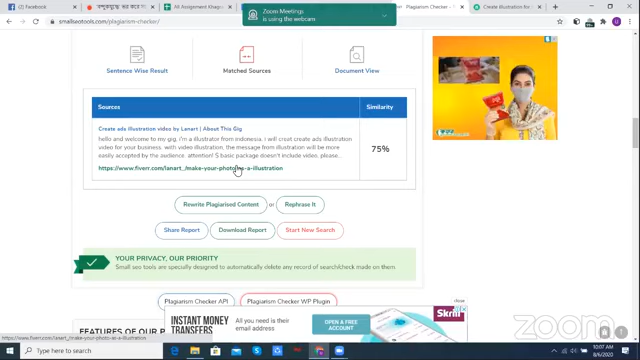 Facebook
Zoom Meetings
is using the webcam
Plagiarism Checker
Create illustration for
smallseotools.com/plagiarism-checker/
Sentence Wise Result
Matched Sources
Document View
Sources
Similarity
Create ads illustration video by Lanart | About This Gig
hello and welcome to my gig, i'm a illustrator from indonesia, i will creat create ads illustration
video for your business. with video illustration, the message from illustration will be more
easily accepted by the audience. attention! S basic package doesn't include video, please...
https://www.fiverr.com/lanart_/make-your-photo-as-a-illustration
75%
Rewrite Plagiarised Content
or
Rephrase It
Share Report
Download Report
Start New Search
YOUR PRIVACY, OUR PRIORITY
Small seo tools are specially designed to automatically delete any record of search/check made on them.
Plagiarism Checker API
Plagiarism Checker WP Plugin
close
INSTANT MONEY
TRANSFERS
All you need is their
email address
OPEN A FREE
ACCOUNT
Skrill
FEATURES OF OUR
https://www.fiverr.com/lanart_/make-your-photo-as-a-illustration
zoom
Type here to search
10:07 AM
8/6/2020